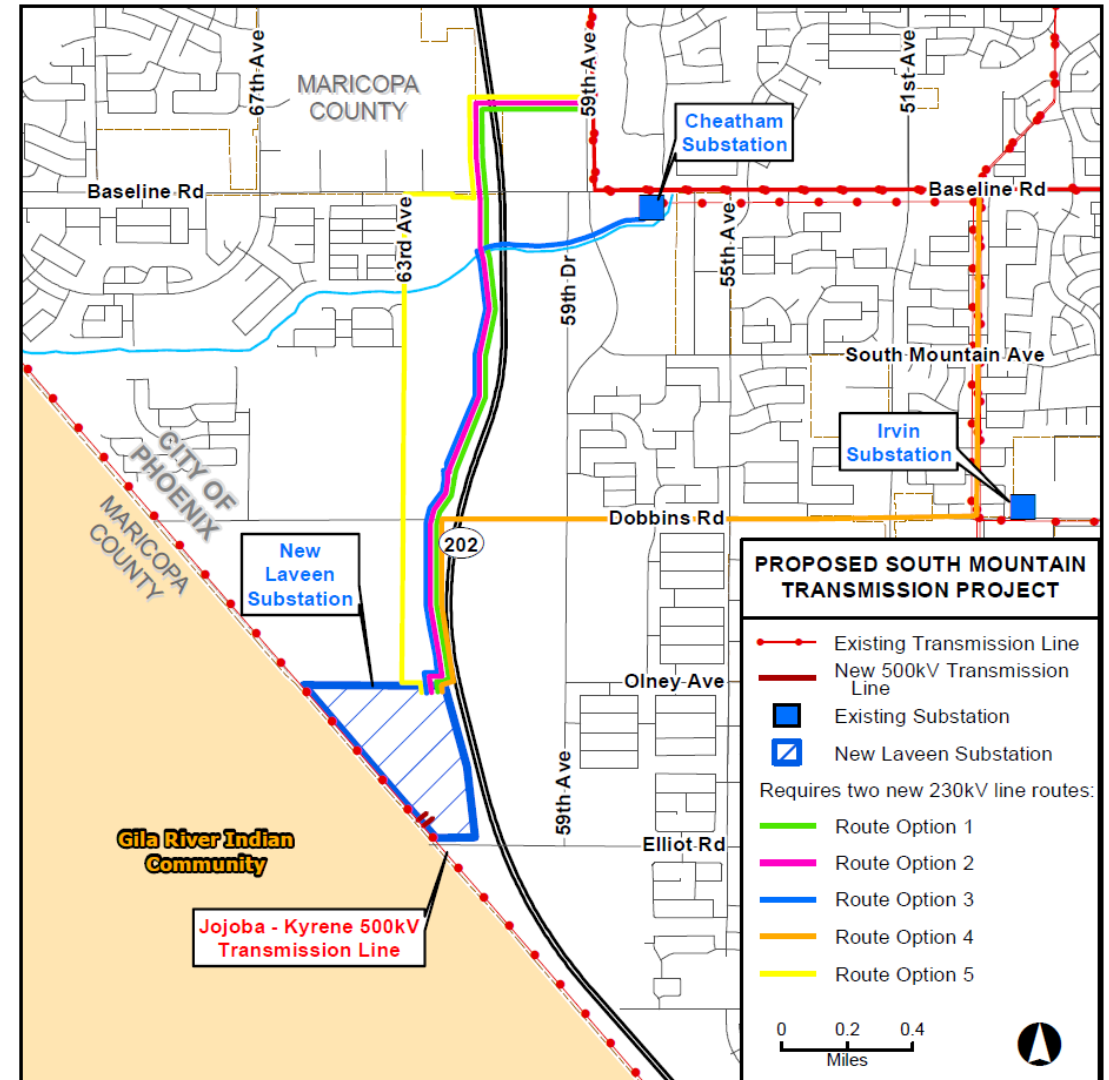 67th Ave
MARICOPA
COUNTY
59th Ave
51st Ave
Cheatham
Substation
Baseline Rd
Baseline Rd
63rd Ave
59th Dr
55th Ave
South Mountain Ave
CITY OF
PHOENIX
MARICOPA
COUNTY
Irvin
Substation
Dobbins Rd
202
New
Laveen
Substation
Olney Ave
59th Ave
Elliot Rd
Gila River Indian
Community
Jojoba - Kyrene 500kV
Transmission Line
PROPOSED SOUTH MOUNTAIN
TRANSMISSION PROJECT
Existing Transmission Line
New 500kV Transmission
Line
Existing Substation
New Laveen Substation
Requires two new 230kV line routes:
Route Option 1
Route Option 2
Route Option 3
Route Option 4
Route Option 5
0 0.2 0.4
Miles